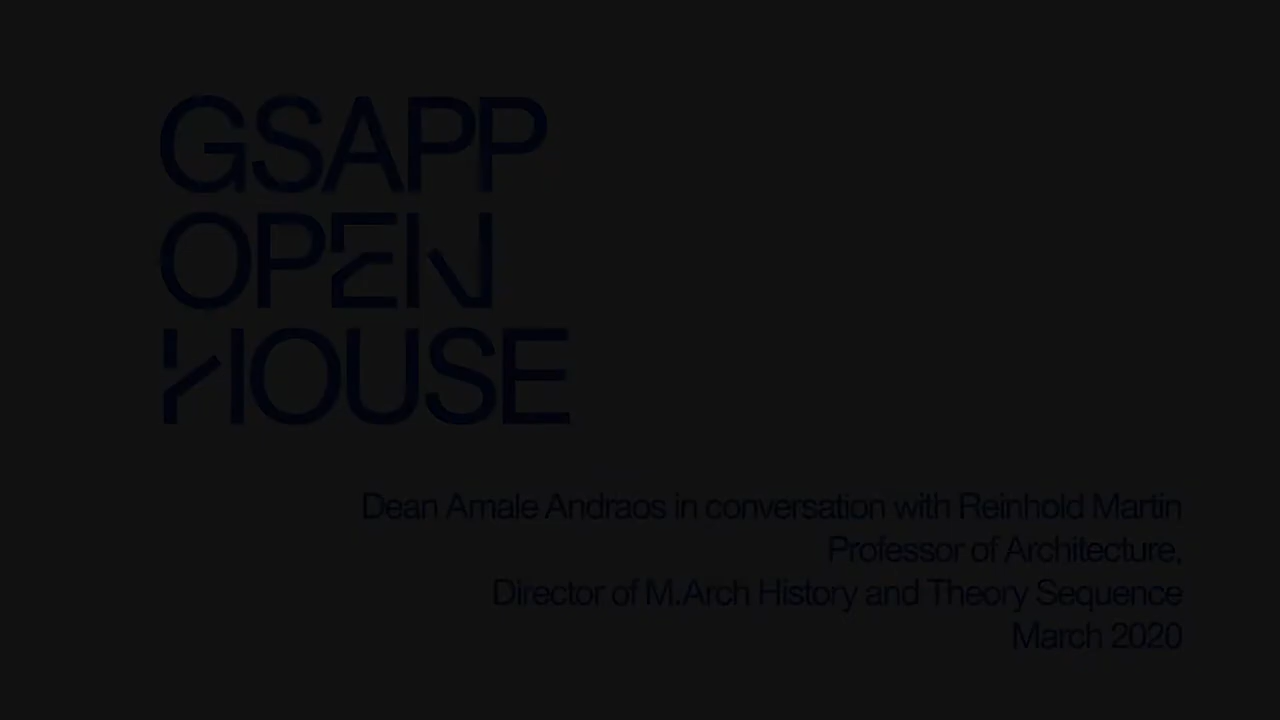 GSAPP
OPEN
HOUSE
Dean Amale Andraos in conversation with Reinhold Martin
Professor of Architecture,
Director of M.Arch History and Theory Sequence
March 2020